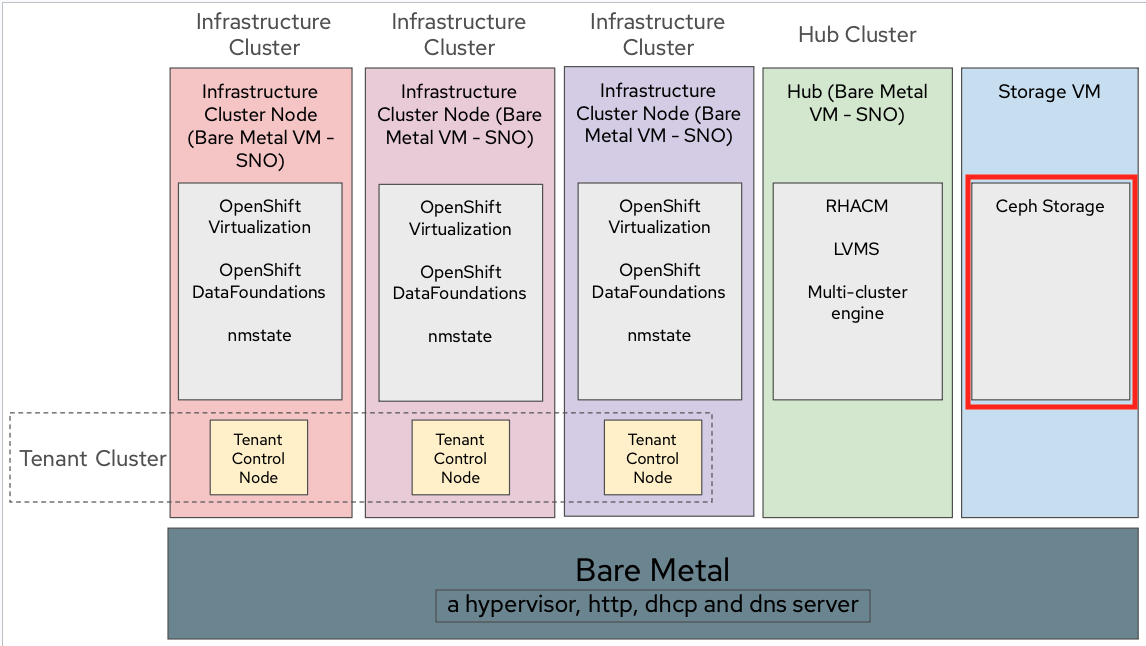 Infrastructure
Cluster
Infrastructure
Cluster
Infrastructure
Cluster
Hub Cluster
Infrastructure
Cluster Node
(Bare Metal VM -
SNO)
OpenShift
Virtualization
OpenShift
DataFoundations
nmstate
Infrastructure
Cluster Node (Bare
Metal VM - SNO)
OpenShift
Virtualization
OpenShift
DataFoundations
nmstate
Infrastructure
Cluster Node (Bare
Metal VM - SNO)
OpenShift
Virtualization
OpenShift
DataFoundations
nmstate
Hub (Bare Metal
VM - SNO)
RHACM
LVMS
Multi-cluster
engine
Storage VM
Ceph Storage
Tenant Cluster
Tenant
Control
Node
Tenant
Control
Node
Tenant
Control
Node
Bare Metal
a hypervisor, http, dhcp and dns server